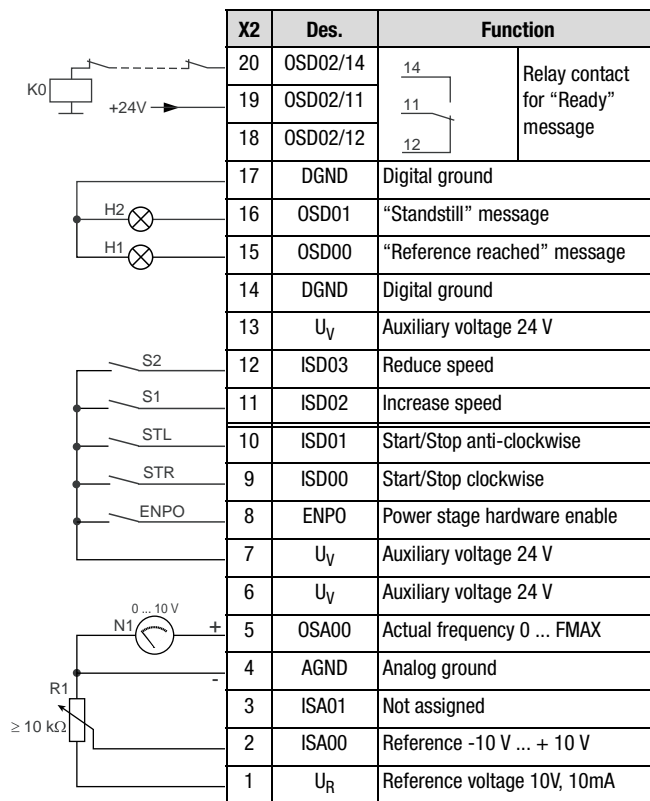 X2 Des. Function
20 OSD02/14 14 Relay contact
K0 +24V 19 OSD02/11 11 for “Ready”
18 OSD02/12 12 message
17 DGND Digital ground
H2 16 OSD01 “Standstill” message
H1 15 OSD00 “Reference reached” message
14 DGND Digital ground
13 UV Auxiliary voltage 24 V
S2 12 ISD03 Reduce speed
S1 11 ISD02 Increase speed
STL 10 ISD01 Start/Stop anti-clockwise
STR 9 ISD00 Start/Stop clockwise
ENPO 8 ENPO Power stage hardware enable
7 UV Auxiliary voltage 24 V
6 UV Auxiliary voltage 24 V
0 ... 10 V
N1 + 5 OSA00 Actual frequency 0 ... FMAX
- 4 AGND Analog ground
R1 3 ISA01 Not assigned
≥ 10 kΩ 2 ISA00 Reference -10 V ... + 10 V
1 UR Reference voltage 10V, 10mA